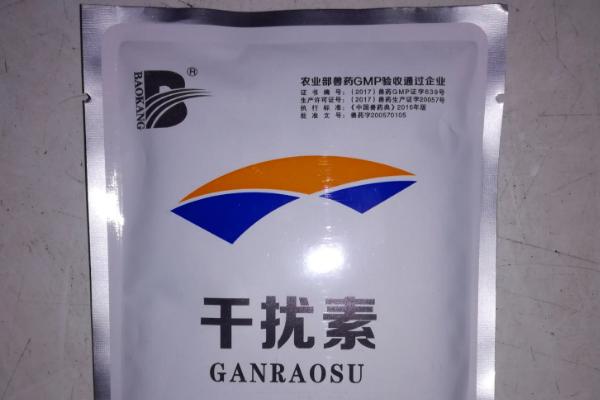 BAOKANG
B®
农业部兽药GMP验收通过企业
证书编号:(2017)兽药GMP证字639号
生产许可证号:(2017)兽药生产证字20057号
执行标准:《中国兽药典》2015年版
批准文号:兽药字200570105
干扰素
GANRAOSU